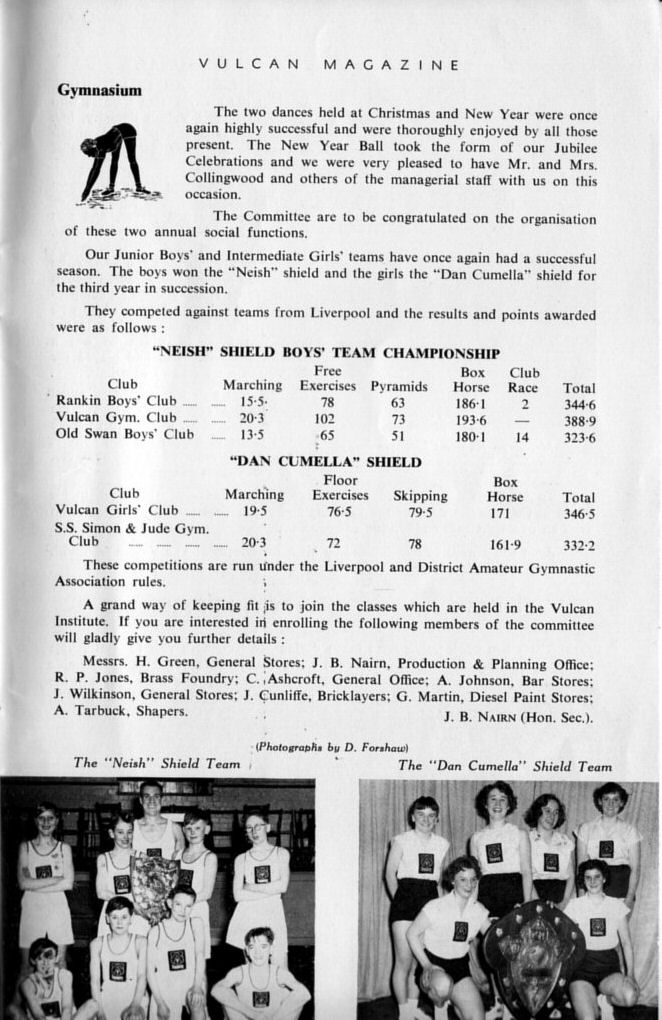 VULCAN MAGAZINE
Gymnasium
The two dances held at Christmas and New Year were once
again highly successful and were thoroughly enjoyed by all those
present. The New Year Ball took the form of our Jubilee
Celebrations and we were very pleased to have Mr. and Mrs.
Collingwood and others of the managerial staff with us on this
occasion.
The Committee are to be congratulated on the organisation
of these two annual social functions.
Our Junior Boys' and Intermediate Girls' teams have once again had a successful
season. The boys won the "Neish" shield and the girls the "Dan Cumella" shield for
the third year in succession.
They competed against teams from Liverpool and the results and points awarded
were as follows :
"NEISH" SHIELD BOYS' TEAM CHAMPIONSHIP
Free Box Club
Club Marching Exercises Pyramids Horse Race Total
Rankin Boys' Club ...... ...... 15·5 78 63 186·1 2 344·6
Vulcan Gym. Club ...... ...... 20·3 102 73 193·6 — 388·9
Old Swan Boys' Club ...... 13·5 65 51 180·1 14 323·6
"DAN CUMELLA" SHIELD
Floor Box
Club Marching Exercises Skipping Horse Total
Vulcan Girls' Club ...... ...... 19·5 76·5 79·5 171 346·5
S.S. Simon & Jude Gym.
Club ...... ...... ...... ...... 20·3 72 78 161·9 332·2
These competitions are run under the Liverpool and District Amateur Gymnastic
Association rules.
A grand way of keeping fit is to join the classes which are held in the Vulcan
Institute. If you are interested in enrolling the following members of the committee
will gladly give you further details :
Messrs. H. Green, General Stores; J. B. Nairn, Production & Planning Office;
R. P. Jones, Brass Foundry; C. Ashcroft, General Office; A. Johnson, Bar Stores;
J. Wilkinson, General Stores; J. Cunliffe, Bricklayers; G. Martin, Diesel Paint Stores;
A. Tarbuck, Shapers.
J. B. NAIRN (Hon. Sec.).
(Photographs by D. Forshaw)
The "Neish" Shield Team
The "Dan Cumella" Shield Team